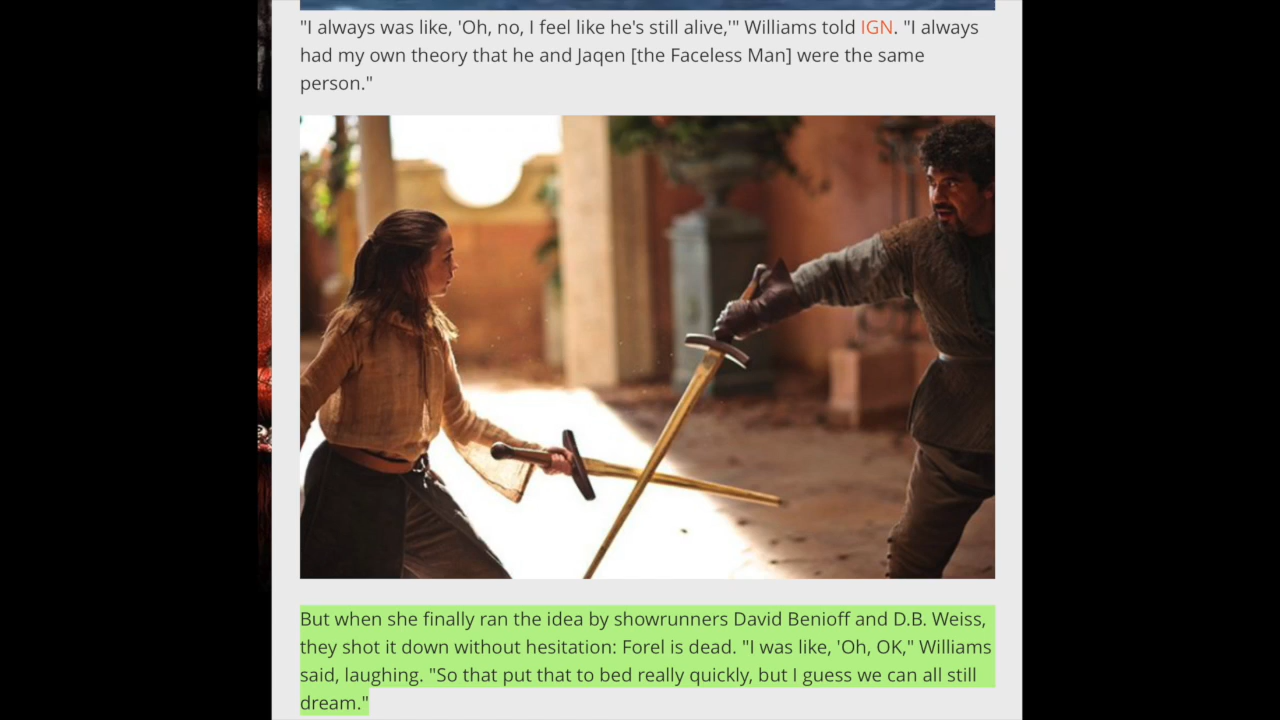 "I always was like, 'Oh, no, I feel like he's still alive,'" Williams told IGN. "I always
had my own theory that he and Jaqen [the Faceless Man] were the same
person."
But when she finally ran the idea by showrunners David Benioff and D.B. Weiss,
they shot it down without hesitation: Forel is dead. "I was like, 'Oh, OK," Williams
said, laughing. "So that put that to bed really quickly, but I guess we can all still
dream."